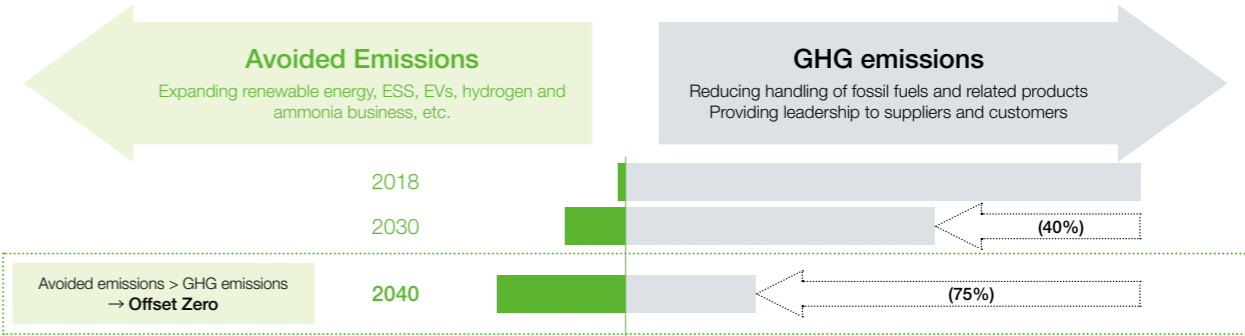 Avoided Emissions
Expanding renewable energy, ESS, EVs, hydrogen and
ammonia business, etc.
GHG emissions
Reducing handling of fossil fuels and related products
Providing leadership to suppliers and customers
2018
2030
(40%)
Avoided emissions > GHG emissions
→ Offset Zero
2040
(75%)